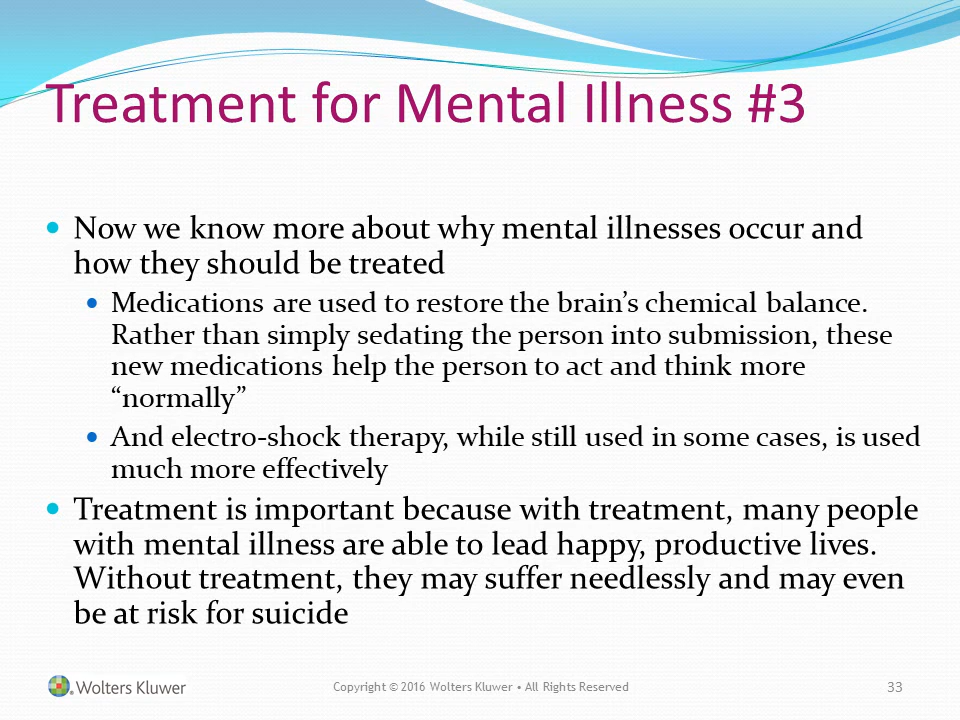 Treatment for Mental Illness #3
• Now we know more about why mental illnesses occur and
how they should be treated
• Medications are used to restore the brain’s chemical balance.
Rather than simply sedating the person into submission, these
new medications help the person to act and think more
“normally”
• And electro-shock therapy, while still used in some cases, is used
much more effectively
• Treatment is important because with treatment, many people
with mental illness are able to lead happy, productive lives.
Without treatment, they may suffer needlessly and may even
be at risk for suicide
Wolters Kluwer
Copyright © 2016 Wolters Kluwer • All Rights Reserved
33